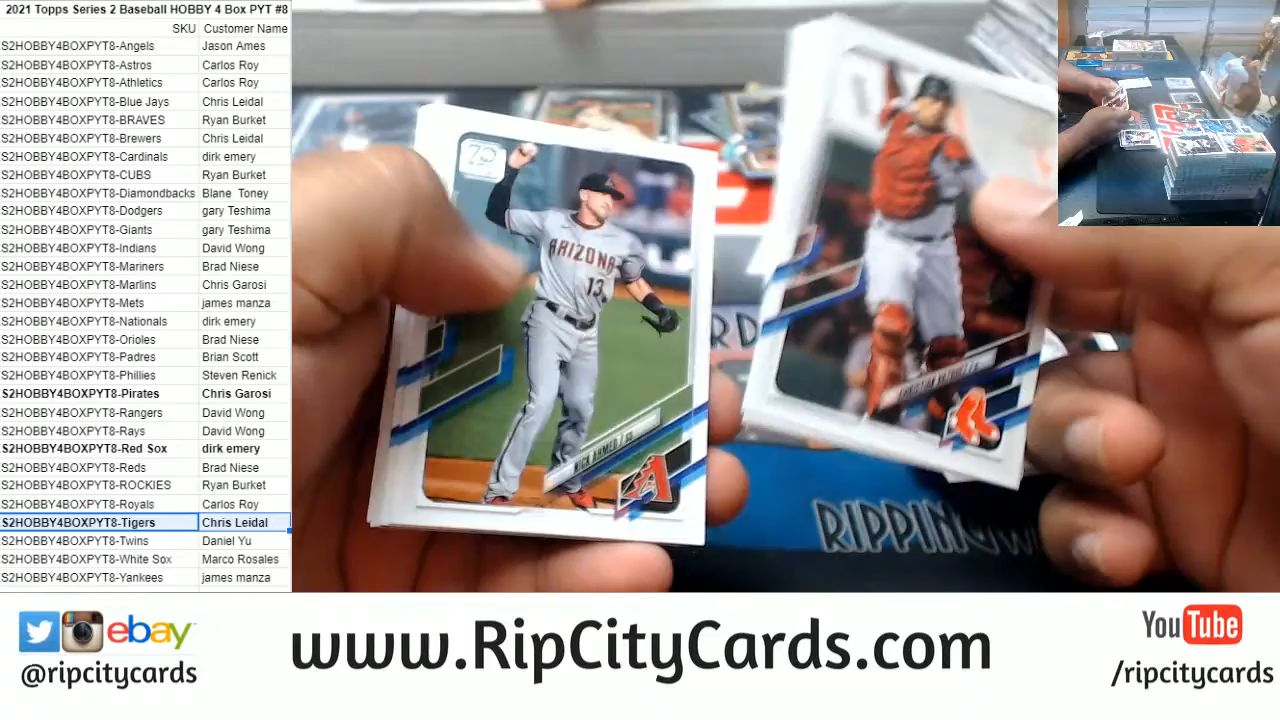 2021 Topps Series 2 Baseball HOBBY 4 Box PYT #8
SKU Customer Name
S2HOBBY4BOXPYT8-Angels Jason Ames
S2HOBBY4BOXPYT8-Astros Carlos Roy
S2HOBBY4BOXPYT8-Athletics Carlos Roy
S2HOBBY4BOXPYT8-Blue Jays Chris Leidal
S2HOBBY4BOXPYT8-BRAVES Ryan Burket
S2HOBBY4BOXPYT8-Brewers Chris Leidal
S2HOBBY4BOXPYT8-Cardinals dirk emery
S2HOBBY4BOXPYT8-CUBS Ryan Burket
S2HOBBY4BOXPYT8-Diamondbacks Blane Toney
S2HOBBY4BOXPYT8-Dodgers gary Teshima
S2HOBBY4BOXPYT8-Giants gary Teshima
S2HOBBY4BOXPYT8-Indians David Wong
S2HOBBY4BOXPYT8-Mariners Brad Niese
S2HOBBY4BOXPYT8-Marlins Chris Garosi
S2HOBBY4BOXPYT8-Mets james manza
S2HOBBY4BOXPYT8-Nationals dirk emery
S2HOBBY4BOXPYT8-Orioles Brad Niese
S2HOBBY4BOXPYT8-Padres Brian Scott
S2HOBBY4BOXPYT8-Phillies Steven Renick
S2HOBBY4BOXPYT8-Pirates Chris Garosi
S2HOBBY4BOXPYT8-Rangers David Wong
S2HOBBY4BOXPYT8-Rays David Wong
S2HOBBY4BOXPYT8-Red Sox dirk emery
S2HOBBY4BOXPYT8-Reds Brad Niese
S2HOBBY4BOXPYT8-ROCKIES Ryan Burket
S2HOBBY4BOXPYT8-Royals Carlos Roy
S2HOBBY4BOXPYT8-Tigers Chris Leidal
S2HOBBY4BOXPYT8-Twins Daniel Yu
S2HOBBY4BOXPYT8-White Sox Marco Rosales
S2HOBBY4BOXPYT8-Yankees james manza
ARIZONA
13
NICK AHMED / SS
RIPPING
ebay
@ripcitycards
www.RipCityCards.com
YouTube
/ripcitycards